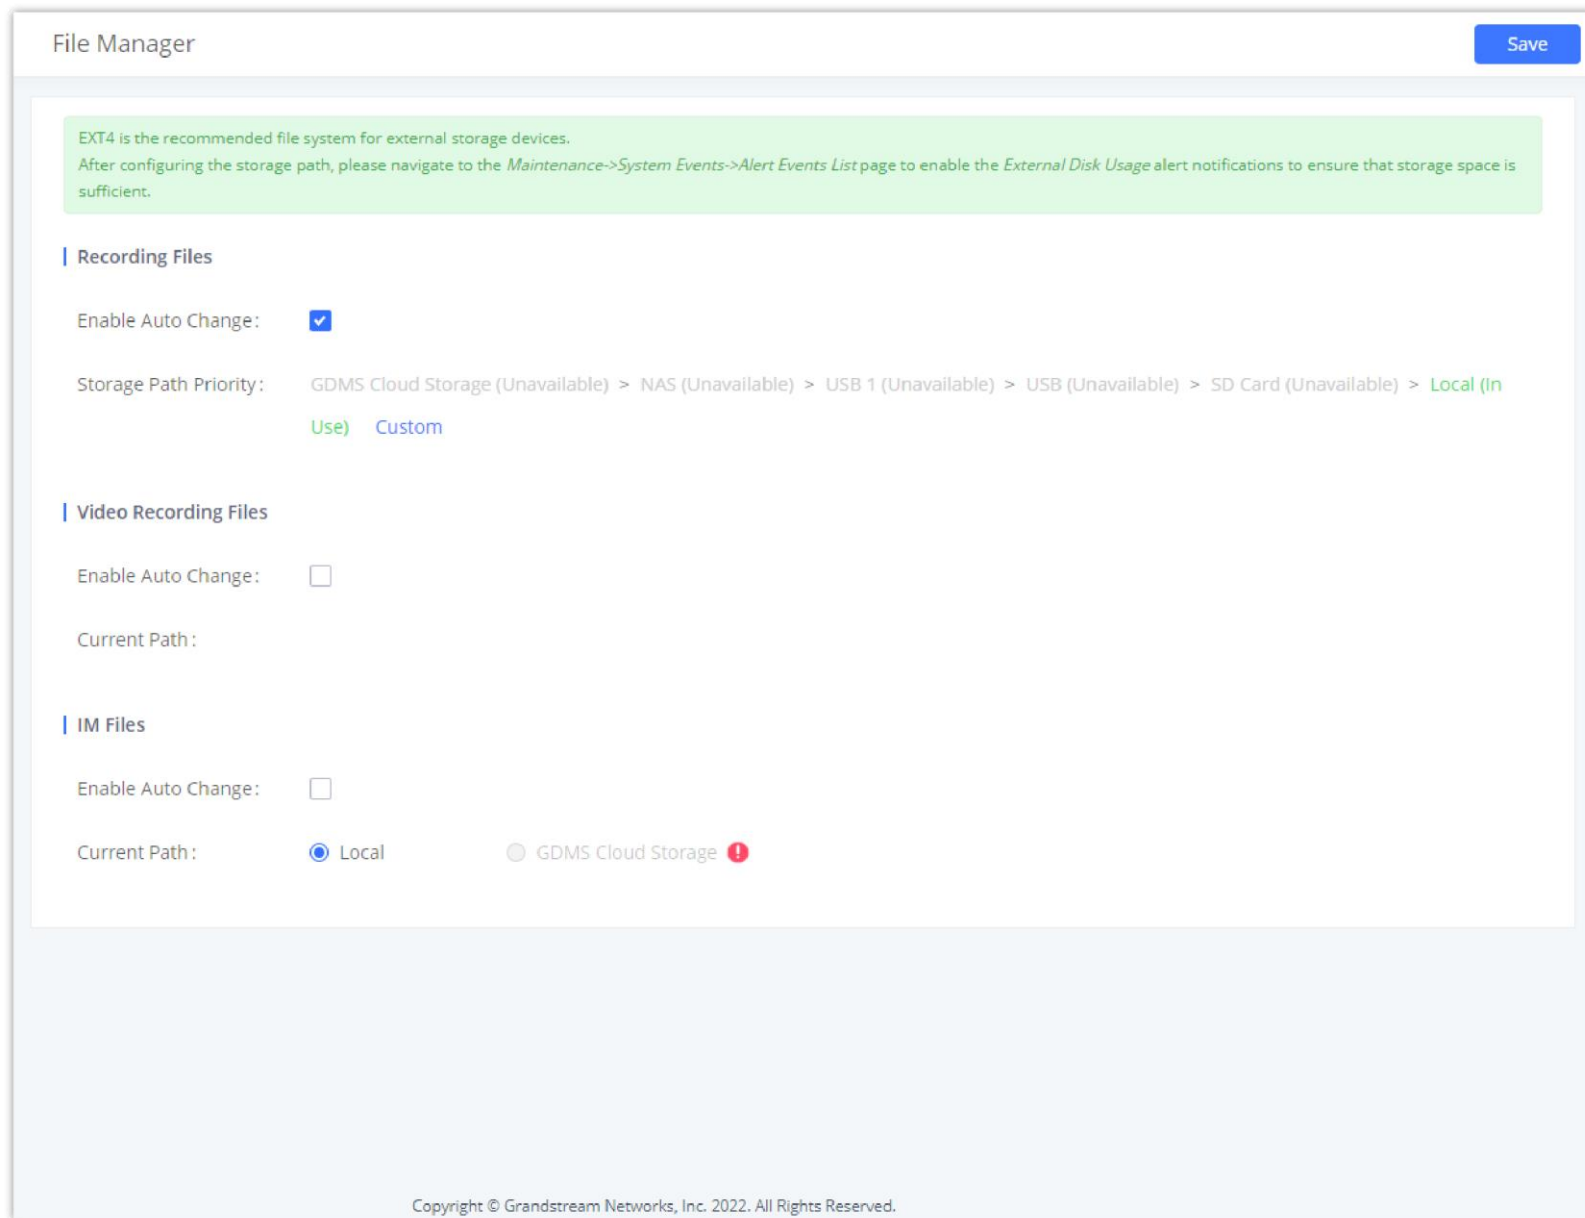 File Manager
Save
EXT4 is the recommended file system for external storage devices.
After configuring the storage path, please navigate to the Maintenance->System Events->Alert Events List page to enable the External Disk Usage alert notifications to ensure that storage space is
sufficient.
Recording Files
Enable Auto Change:
Storage Path Priority: GDMS Cloud Storage (Unavailable) > NAS (Unavailable) > USB 1 (Unavailable) > USB (Unavailable) > SD Card (Unavailable) > Local (In
Use) Custom
Video Recording Files
Enable Auto Change:
Current Path:
IM Files
Enable Auto Change:
Current Path: Local GDMS Cloud Storage
Copyright © Grandstream Networks, Inc. 2022. All Rights Reserved.